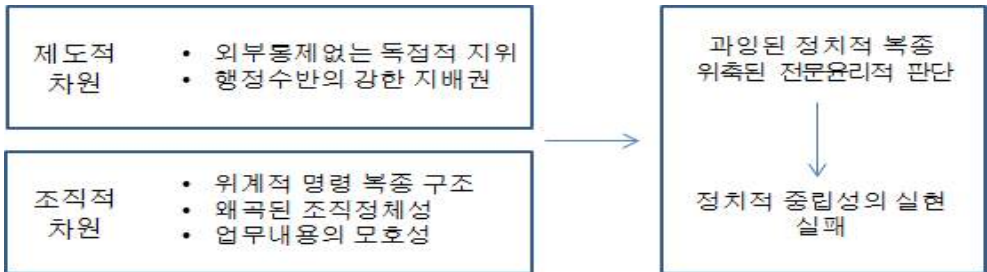 제도적
차원
• 외부통제없는 독점적 지위
• 행정수반의 강한 지배권
조직적
차원
• 위계적 명령 복종 구조
• 왜곡된 조직정체성
• 업무내용의 모호성
과잉된 정치적 복종
위축된 전문윤리적 판단
정치적 중립성의 실현
실패